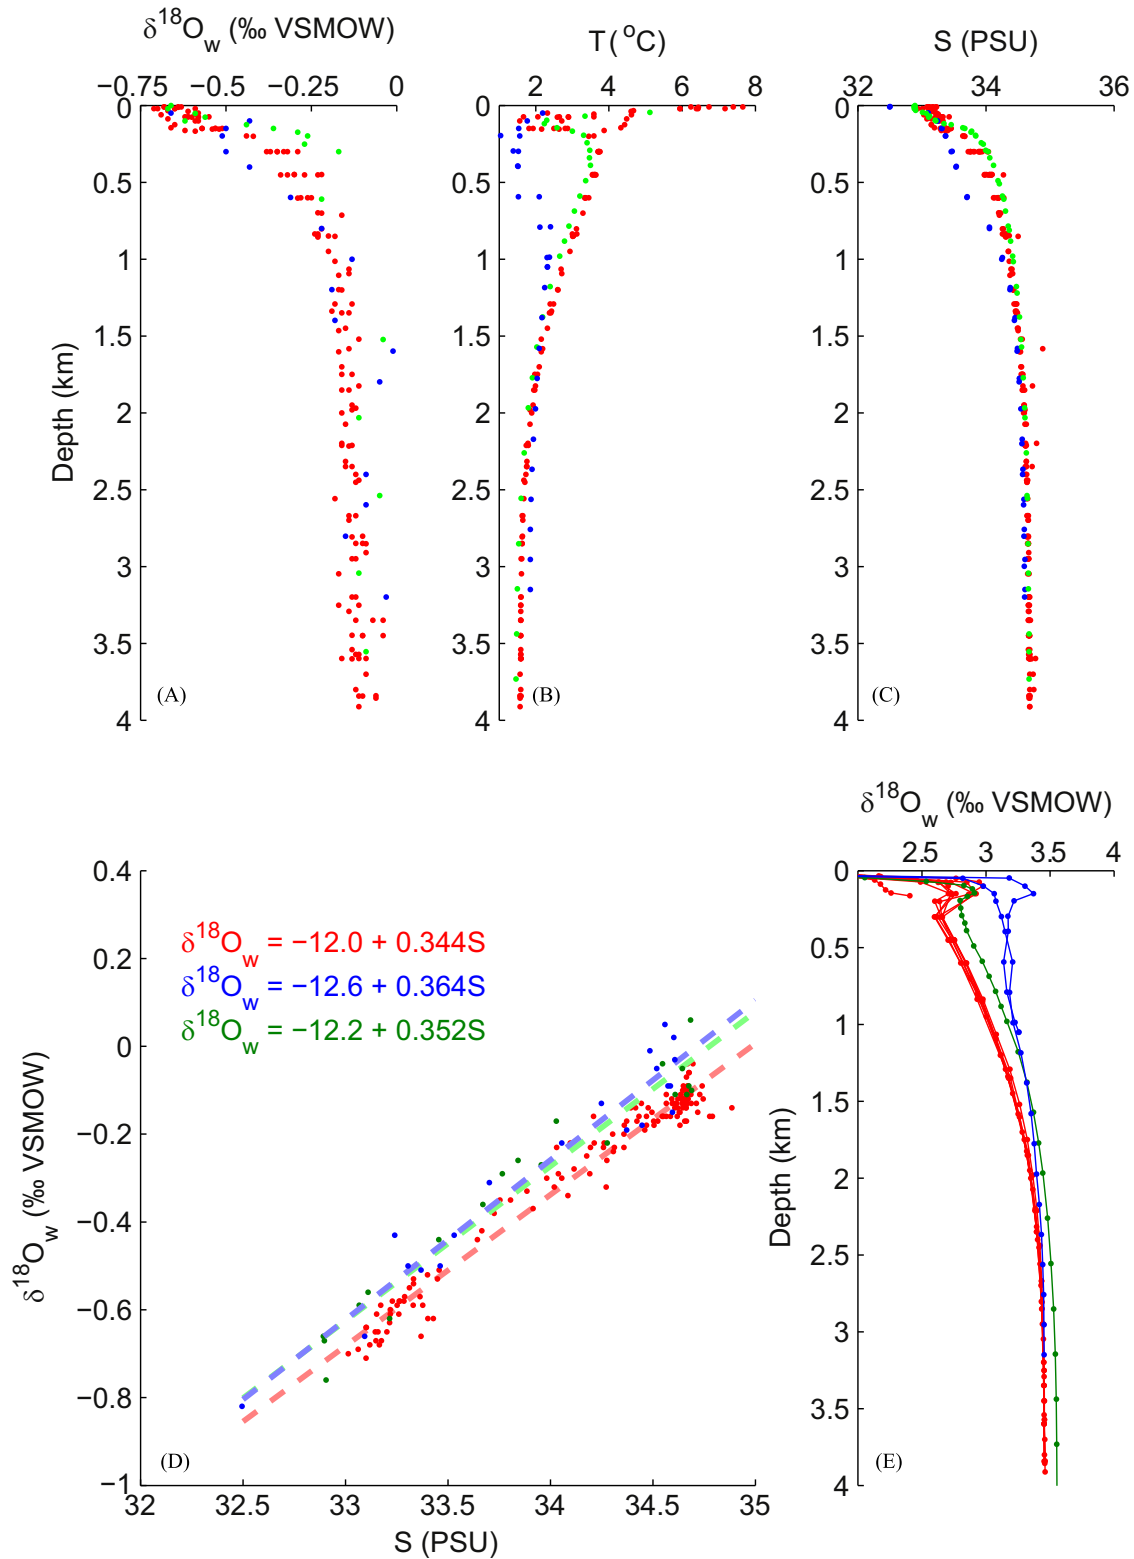 δ¹⁸Ow (‰ VSMOW)
T (°C)
S (PSU)
−0.75 −0.5 −0.25 0
2 4 6 8
32 34 36
0
0.5
1
1.5
2
2.5
3
3.5
4
Depth (km)
(A)
0
0.5
1
1.5
2
2.5
3
3.5
4
(B)
0
0.5
1
1.5
2
2.5
3
3.5
4
(C)
δ¹⁸Ow (‰ VSMOW)
0.4
0.2
0
−0.2
−0.4
−0.6
−0.8
−1
δ¹⁸Ow = −12.0 + 0.344S
δ¹⁸Ow = −12.6 + 0.364S
δ¹⁸Ow = −12.2 + 0.352S
(D)
32 32.5 33 33.5 34 34.5 35
S (PSU)
δ¹⁸Ow (‰ VSMOW)
2.5 3 3.5 4
0
0.5
1
1.5
2
2.5
3
3.5
4
Depth (km)
(E)